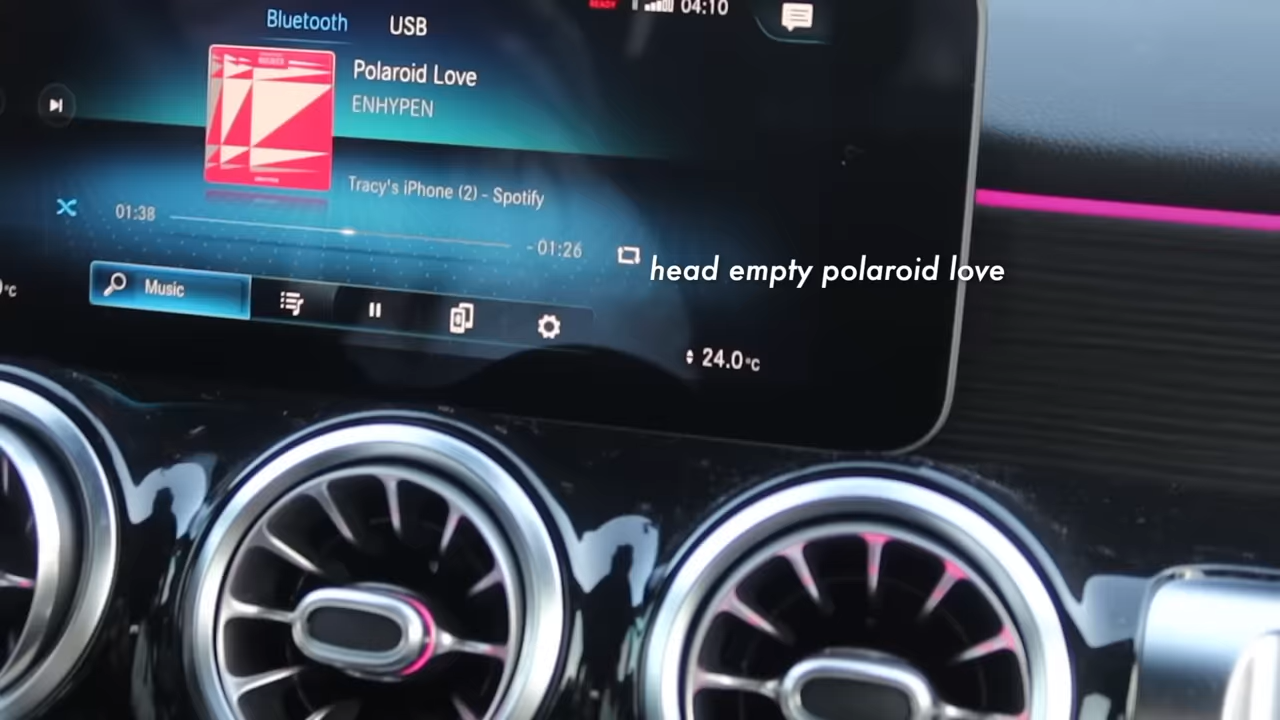 READY 04:10
Bluetooth USB
Polaroid Love
ENHYPEN
Tracy's iPhone (2) - Spotify
01:38 - 01:26
head empty polaroid love
Music
°C
24.0°C